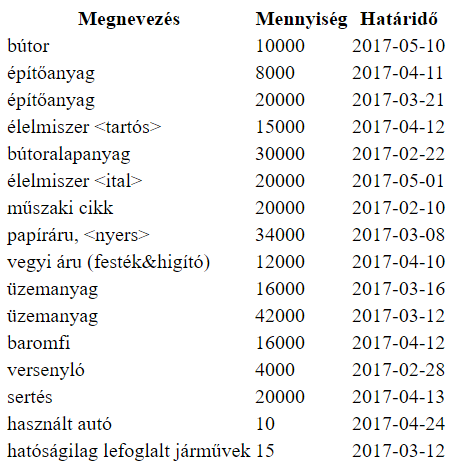 Megnevezés Mennyiség Határidő
bútor 10000 2017-05-10
építőanyag 8000 2017-04-11
építőanyag 20000 2017-03-21
élelmiszer <tartós> 15000 2017-04-12
bútoralapanyag 30000 2017-02-22
élelmiszer <ital> 20000 2017-05-01
műszaki cikk 20000 2017-02-10
papíráru, <nyers> 34000 2017-03-08
vegyi áru (festék&higító) 12000 2017-04-10
üzemanyag 16000 2017-03-16
üzemanyag 42000 2017-03-12
baromfi 16000 2017-04-12
versenyló 4000 2017-02-28
sertés 20000 2017-04-13
használt autó 10 2017-04-24
hatóságilag lefoglalt járművek 15 2017-03-12